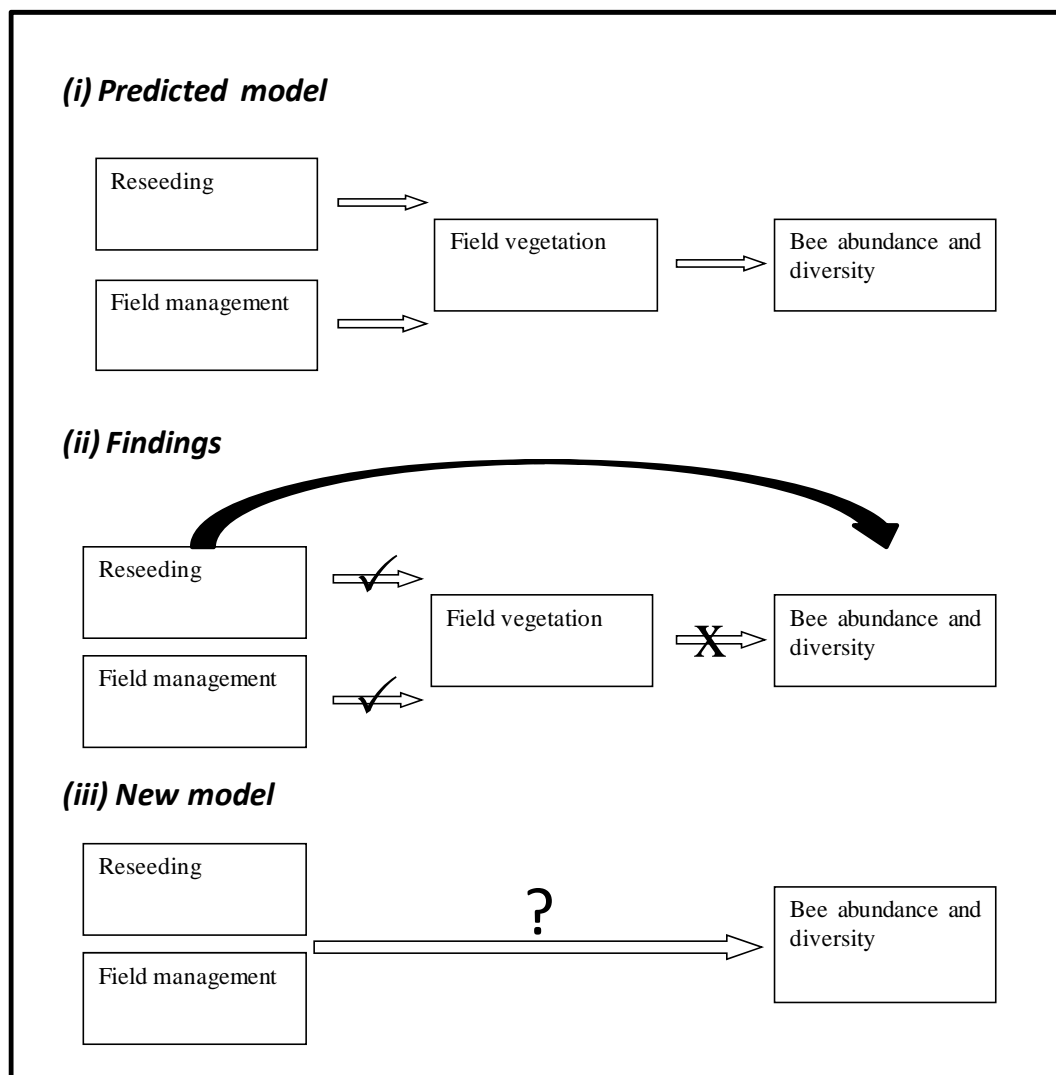 (i) Predicted model
Reseeding
Field management
Field vegetation
Bee abundance and
diversity
(ii) Findings
Reseeding
Field management
Field vegetation
X
Bee abundance and
diversity
(iii) New model
Reseeding
Field management
?
Bee abundance and
diversity